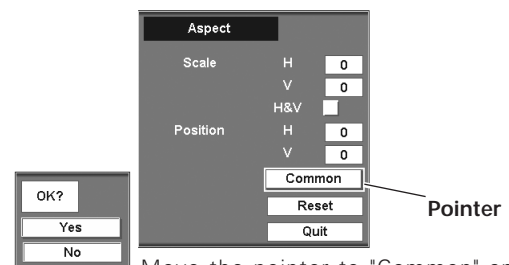 Aspect
Scale H 0
V 0
H&V
Position H 0
V 0
Common
Reset
Quit
Pointer
OK?
Yes
No
Move the pointer to "Common" an